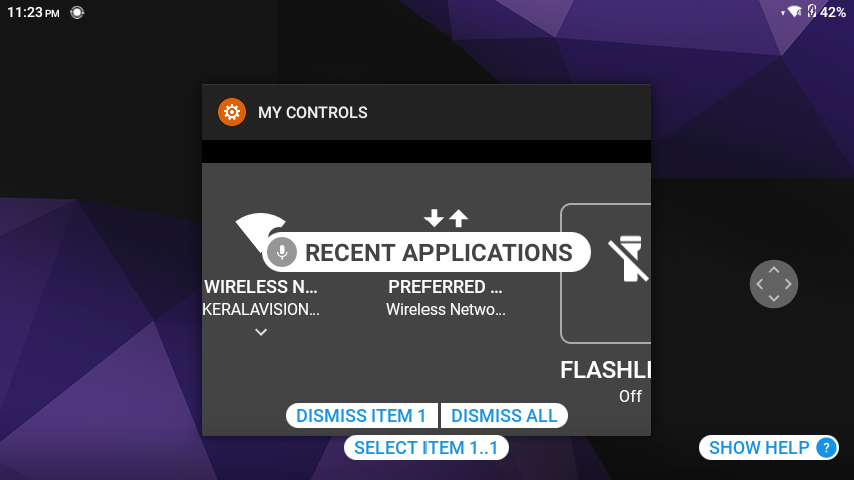 11:23 PM
42%
MY CONTROLS
RECENT APPLICATIONS
WIRELESS N...
PREFERRED ...
KERALAVISION...
Wireless Netwo...
FLASHLI
Off
DISMISS ITEM 1
DISMISS ALL
SELECT ITEM 1..1
SHOW HELP ?